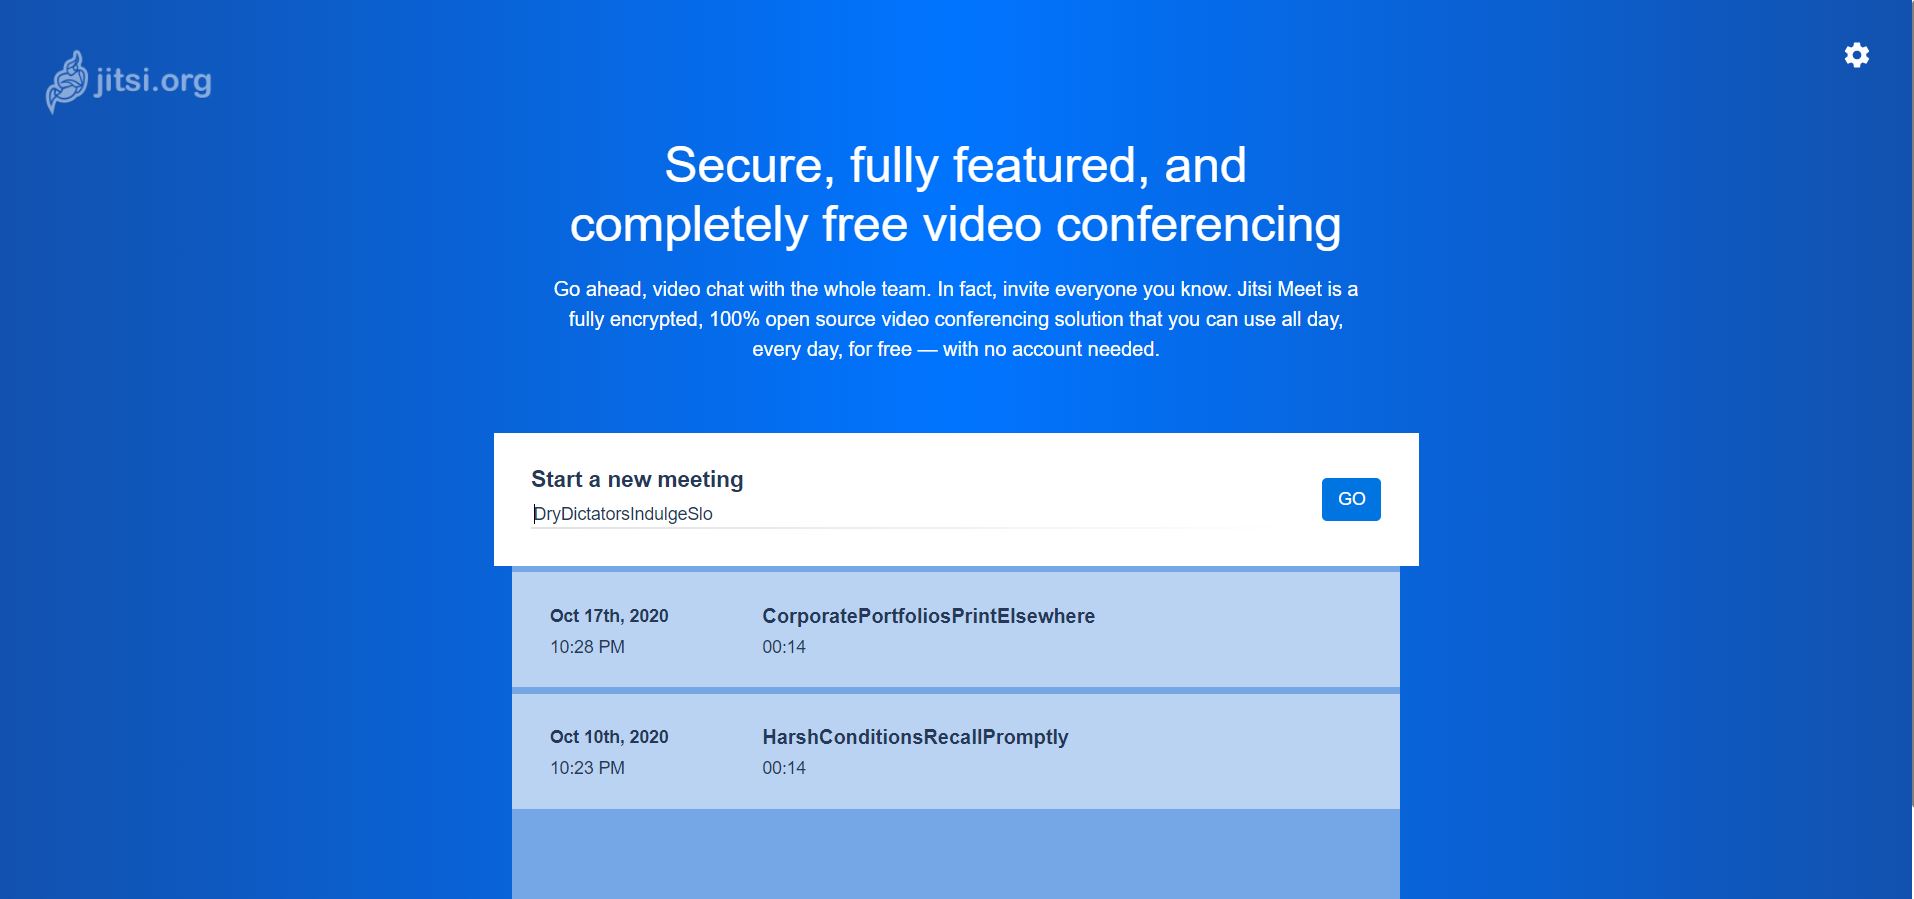 jitsi.org
Secure, fully featured, and
completely free video conferencing
Go ahead, video chat with the whole team. In fact, invite everyone you know. Jitsi Meet is a
fully encrypted, 100% open source video conferencing solution that you can use all day,
every day, for free — with no account needed.
Start a new meeting
DryDictatorsIndulgeSlo
GO
Oct 17th, 2020
CorporatePortfoliosPrintElsewhere
10:28 PM
00:14
Oct 10th, 2020
HarshConditionsRecallPromptly
10:23 PM
00:14